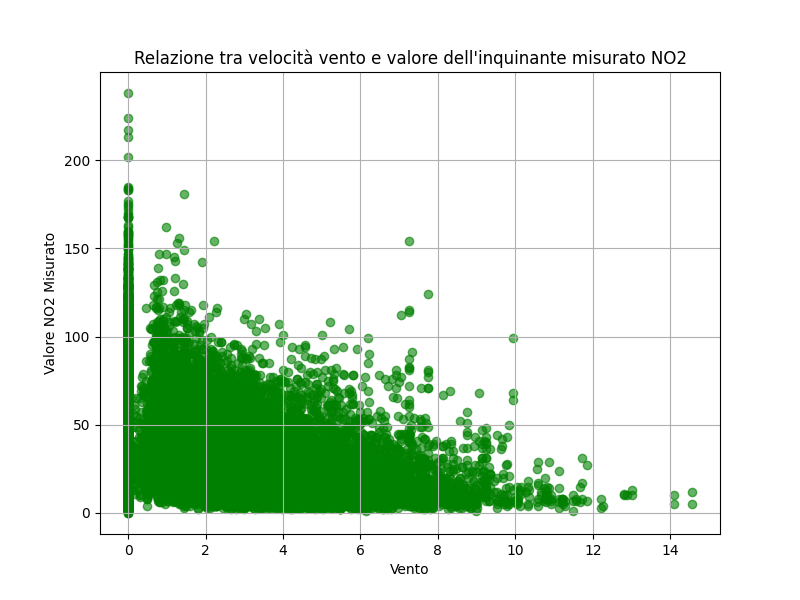 Relazione tra velocità vento e valore dell'inquinante misurato NO2
Valore NO2 Misurato
200
150
100
50
0
0 2 4 6 8 10 12 14
Vento